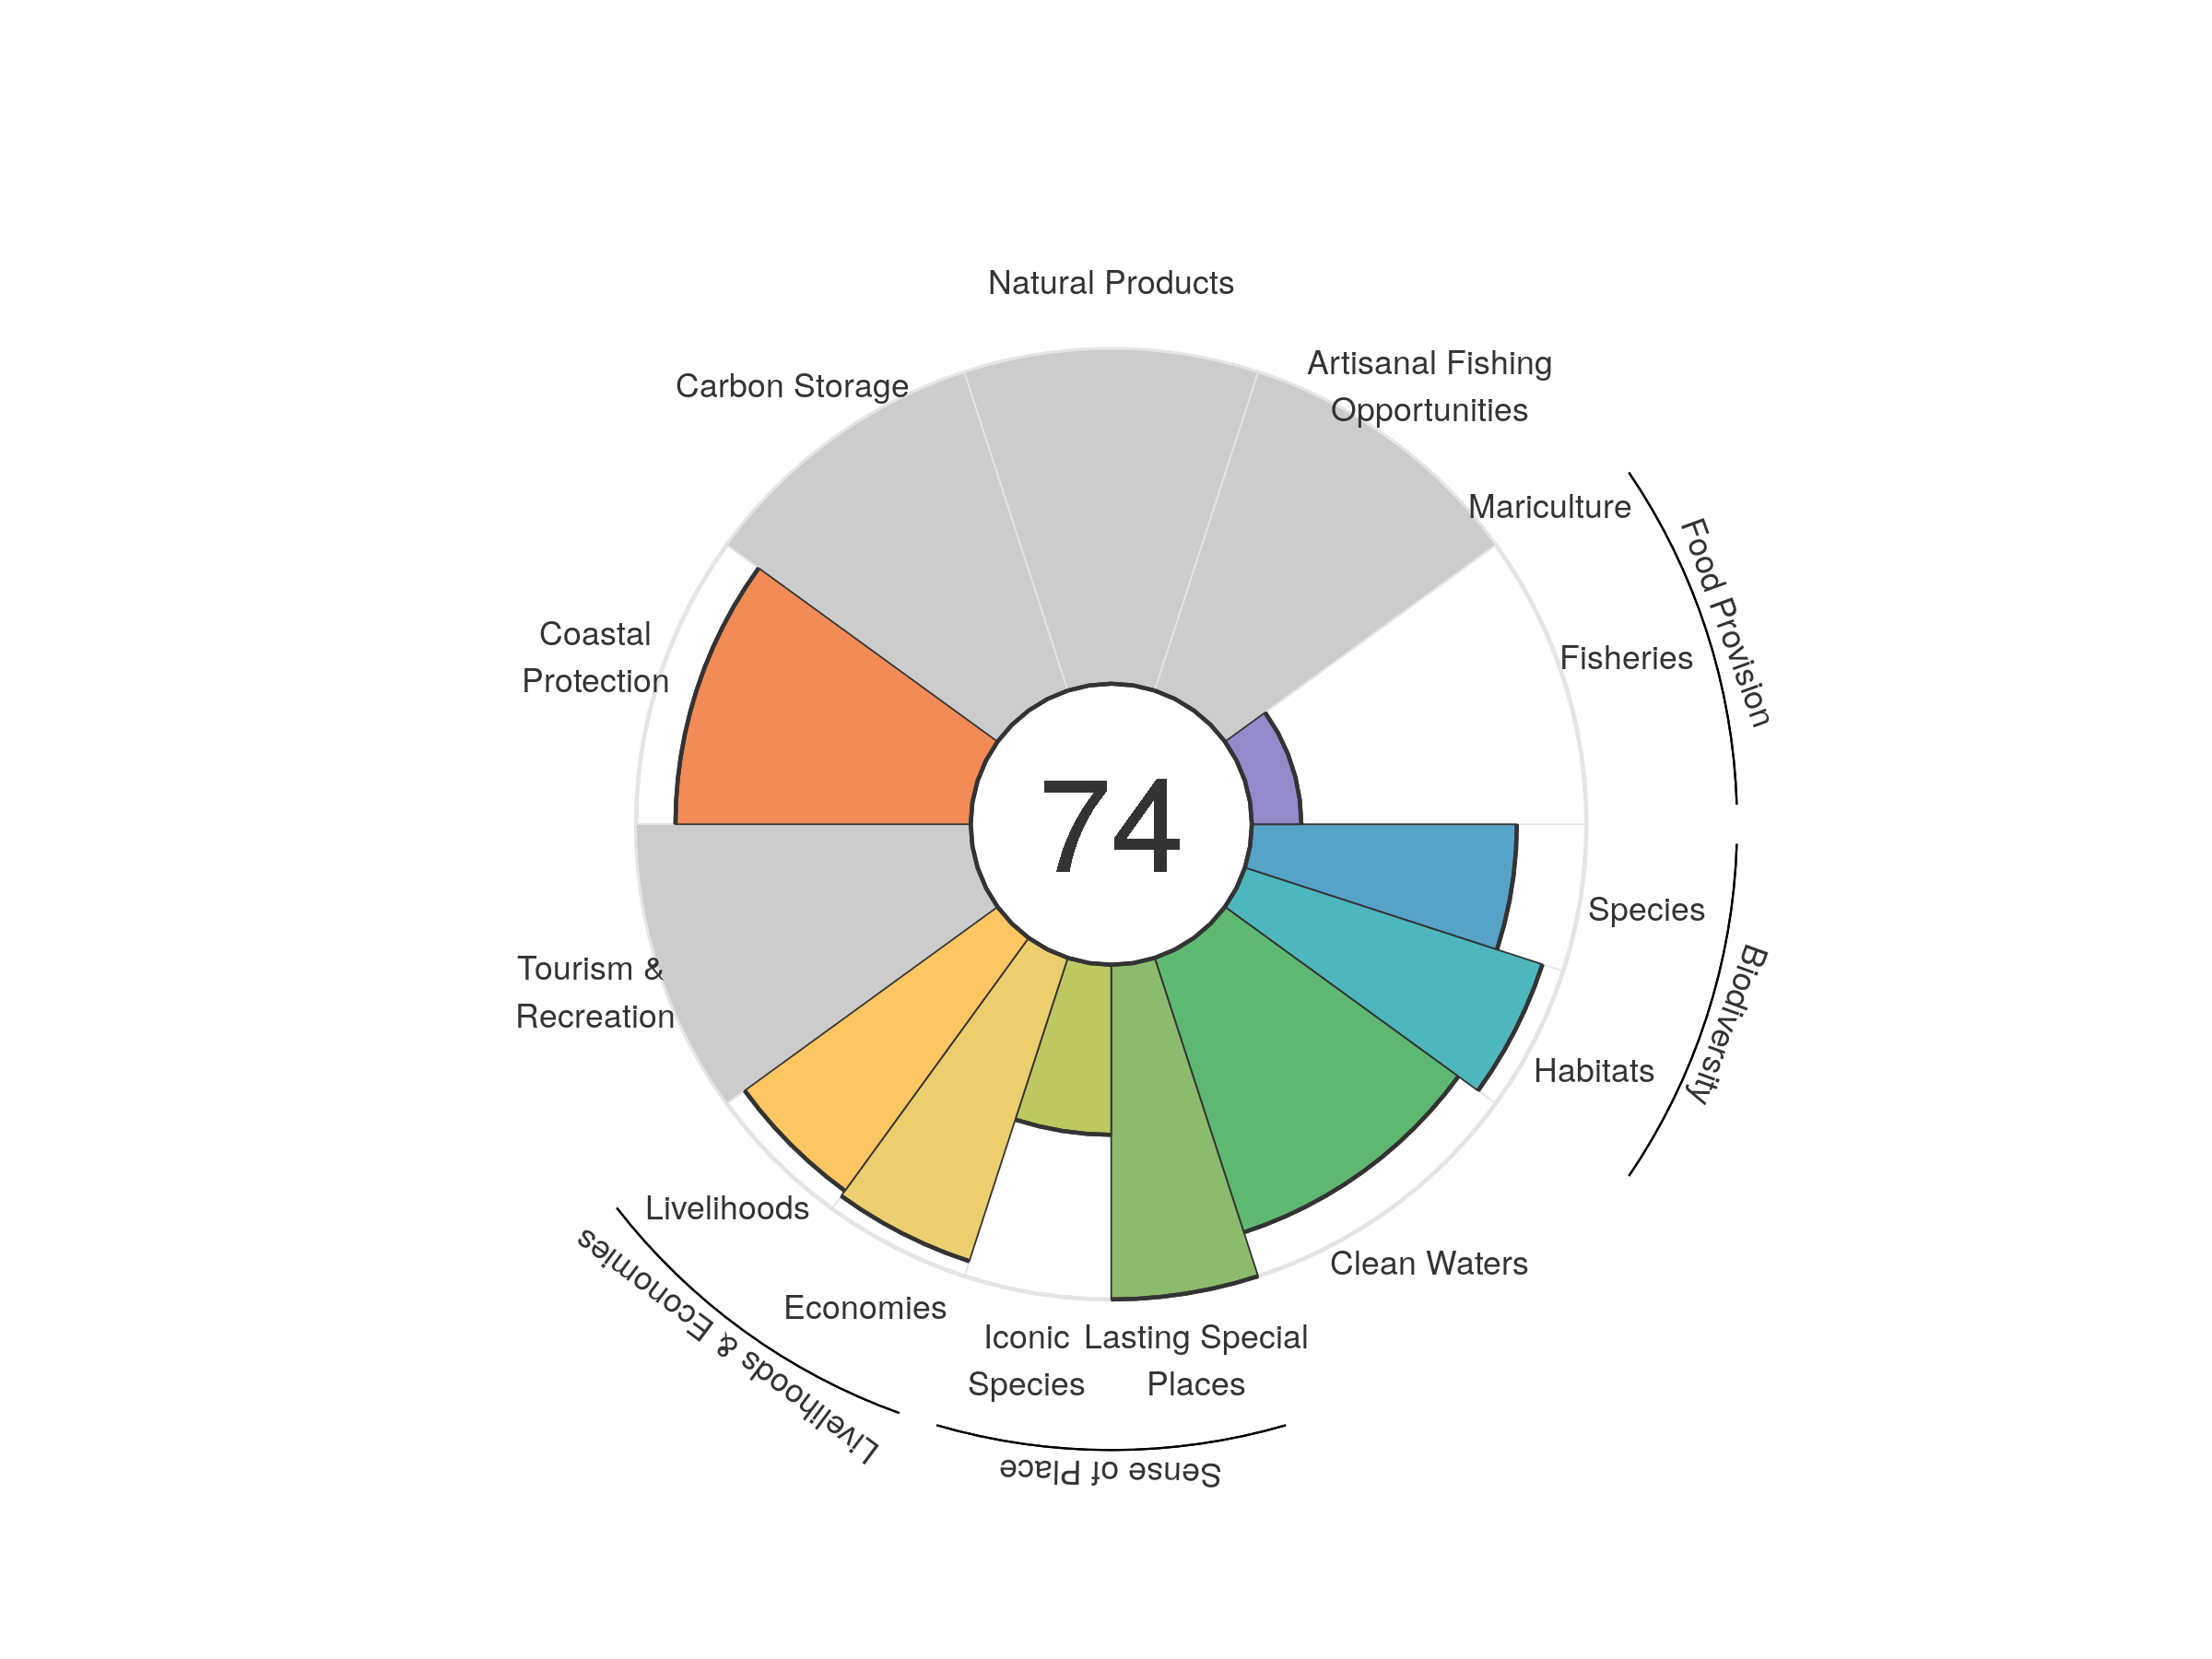 Natural Products
Artisanal Fishing
Opportunities
Carbon Storage
Mariculture
Food Provision
Fisheries
Coastal
Protection
74
Species
Biodiversity
Tourism &
Recreation
Habitats
Livelihoods
Clean Waters
Livelihoods & Economies
Economies
Iconic
Species
Lasting Special
Places
Sense of Place